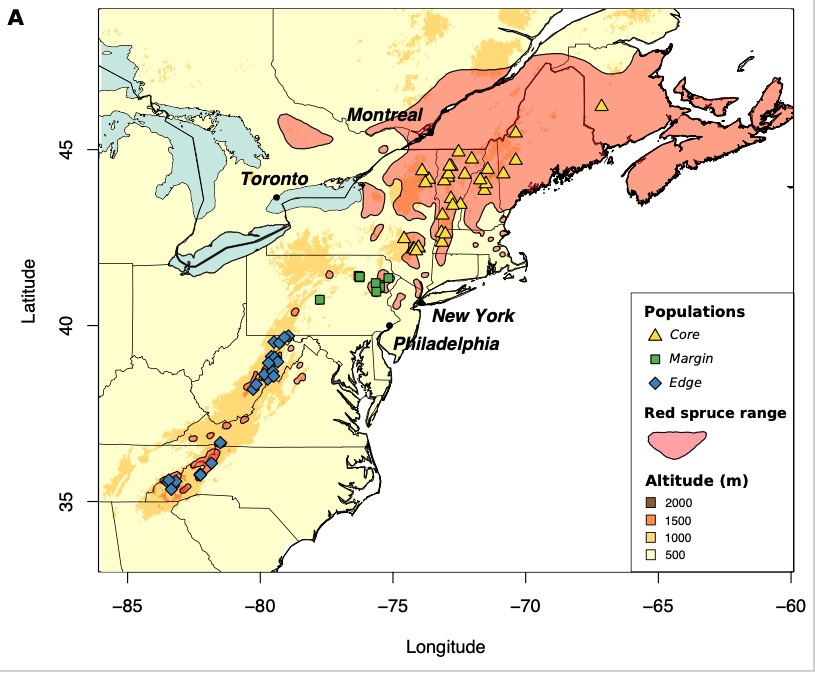 A
Montreal
45
Toronto
Latitude
New York
40
Philadelphia
35
Populations
Core
Margin
Edge
Red spruce range
Altitude (m)
2000
1500
1000
500
−85 −80 −75 −70 −65 −60
Longitude